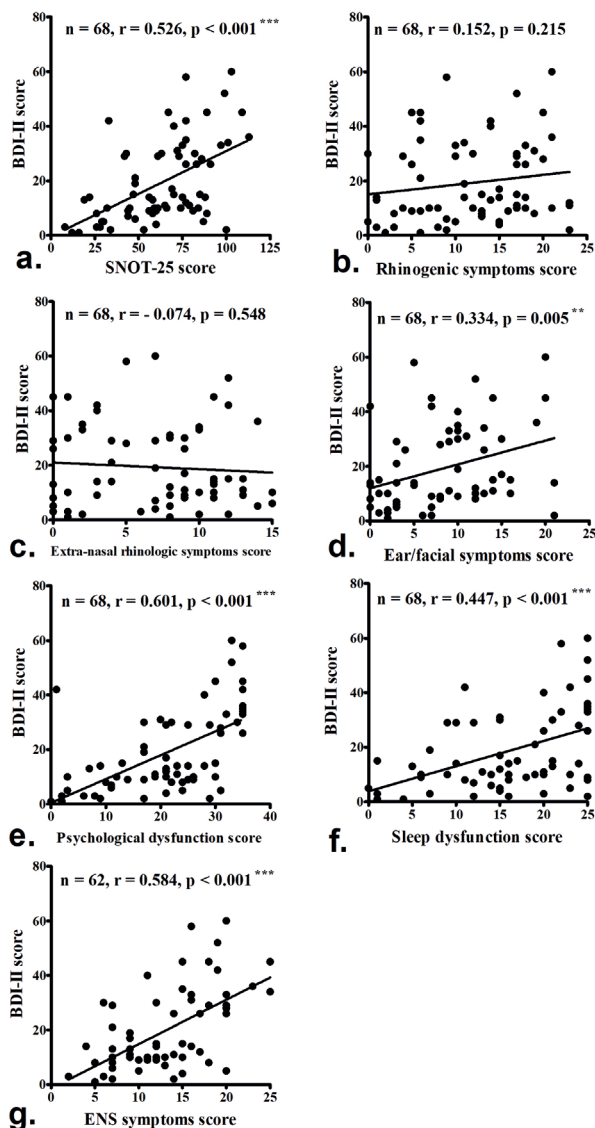 n = 68, r = 0.526, p < 0.001 ***
BDI-II score
80
60
40
20
0
0 25 50 75 100 125
a.
SNOT-25 score
n = 68, r = 0.152, p = 0.215
BDI-II score
80
60
40
20
0
0 5 10 15 20 25
b.
Rhinogenic symptoms score
n = 68, r = - 0.074, p = 0.548
BDI-II score
80
60
40
20
0
0 5 10 15
c.
Extra-nasal rhinologic symptoms score
n = 68, r = 0.334, p = 0.005 **
BDI-II score
80
60
40
20
0
0 5 10 15 20 25
d.
Ear/facial symptoms score
n = 68, r = 0.601, p < 0.001 ***
BDI-II score
80
60
40
20
0
0 10 20 30 40
e.
Psychological dysfunction score
n = 68, r = 0.447, p < 0.001 ***
BDI-II score
80
60
40
20
0
0 5 10 15 20 25
f.
Sleep dysfunction score
n = 62, r = 0.584, p < 0.001 ***
BDI-II score
80
60
40
20
0
0 5 10 15 20 25
g.
ENS symptoms score